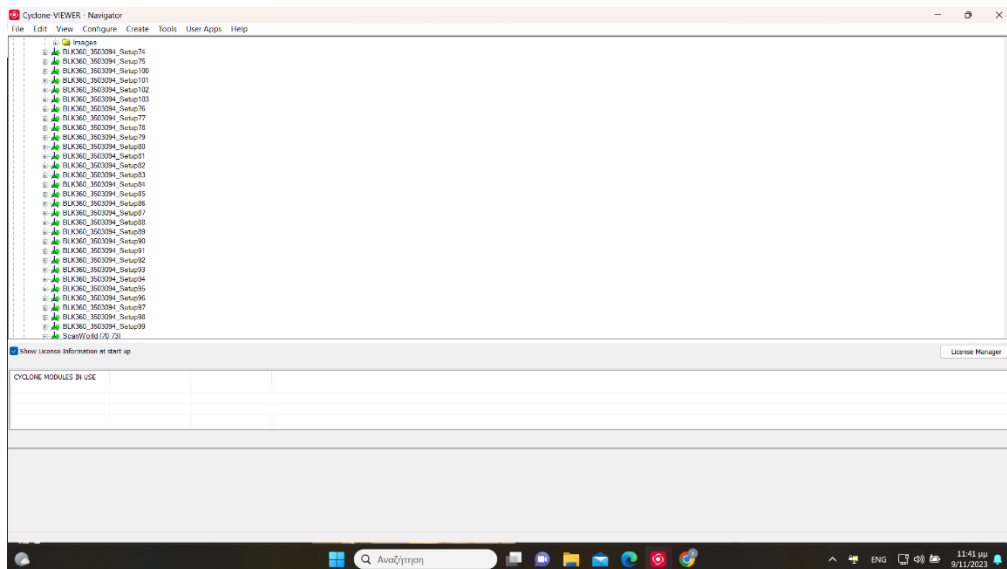 Cyclone-VIEWER - Navigator
File Edit View Configure Create Tools User Apps Help
Images
BLK360_3503094_Setup74
BLK360_3503094_Setup75
BLK360_3503094_Setup100
BLK360_3503094_Setup101
BLK360_3503094_Setup102
BLK360_3503094_Setup103
BLK360_3503094_Setup76
BLK360_3503094_Setup77
BLK360_3503094_Setup78
BLK360_3503094_Setup79
BLK360_3503094_Setup80
BLK360_3503094_Setup81
BLK360_3503094_Setup82
BLK360_3503094_Setup83
BLK360_3503094_Setup84
BLK360_3503094_Setup85
BLK360_3503094_Setup86
BLK360_3503094_Setup87
BLK360_3503094_Setup88
BLK360_3503094_Setup89
BLK360_3503094_Setup90
BLK360_3503094_Setup91
BLK360_3503094_Setup92
BLK360_3503094_Setup93
BLK360_3503094_Setup94
BLK360_3503094_Setup95
BLK360_3503094_Setup96
BLK360_3503094_Setup97
BLK360_3503094_Setup98
BLK360_3503094_Setup99
ScanWorld [70-73]
Show License Information at start up
License Manager
CYCLONE MODULES IN USE
Αναζήτηση
ENG
11:41 μμ
9/11/2023